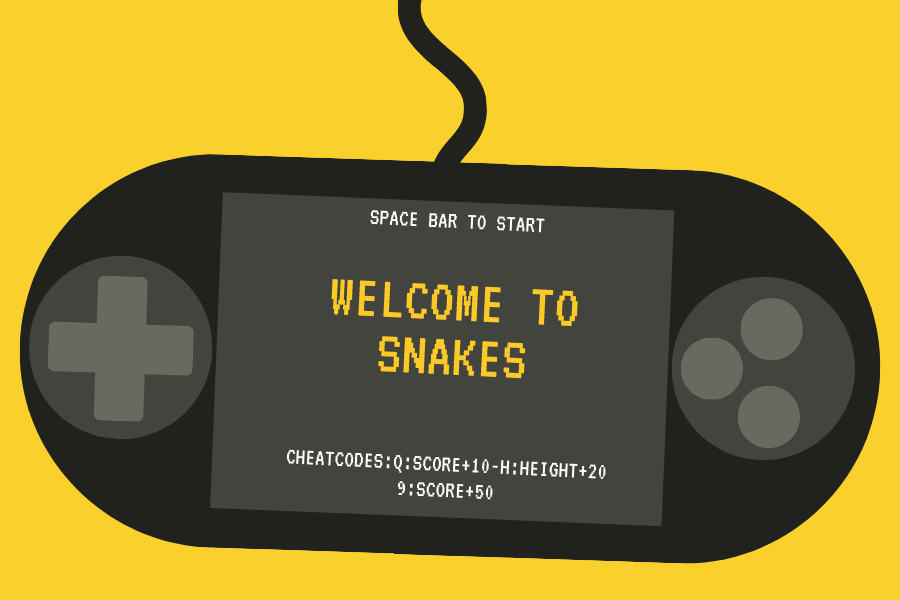 SPACE BAR TO START
WELCOME TO
SNAKES
CHEATCODES:Q:SCORE+10-H:HEIGHT+20
9:SCORE+50